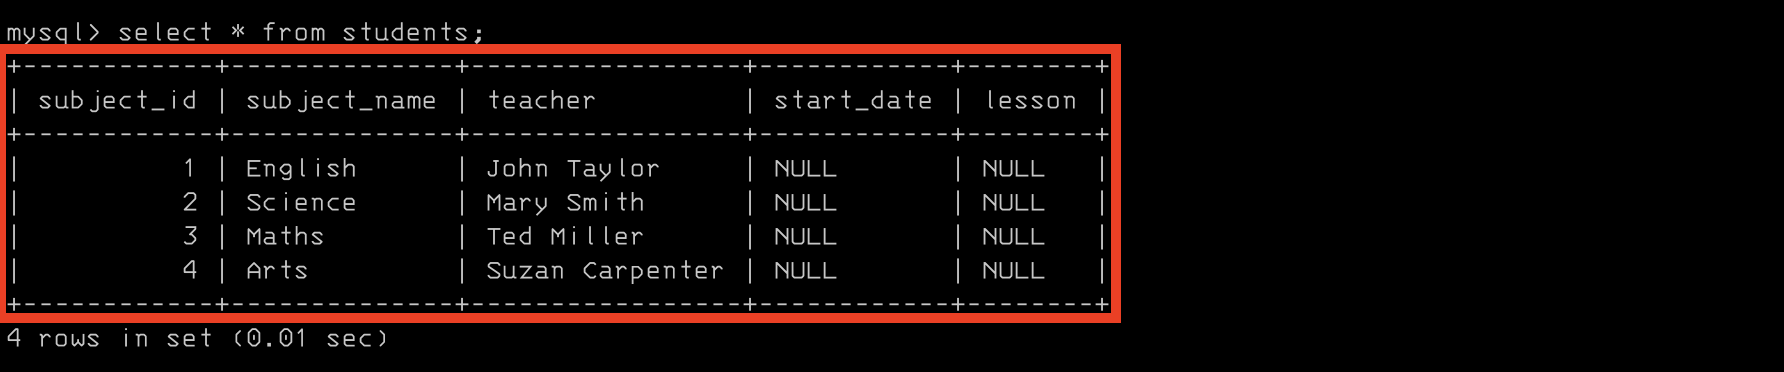 mysql> select * from students;
+------------+--------------+-----------------+------------+--------+
| subject_id | subject_name | teacher         | start_date | lesson |
+------------+--------------+-----------------+------------+--------+
|          1 | English      | John Taylor     | NULL       | NULL   |
|          2 | Science      | Mary Smith      | NULL       | NULL   |
|          3 | Maths        | Ted Miller      | NULL       | NULL   |
|          4 | Arts         | Suzan Carpenter | NULL       | NULL   |
+------------+--------------+-----------------+------------+--------+
4 rows in set (0.01 sec)